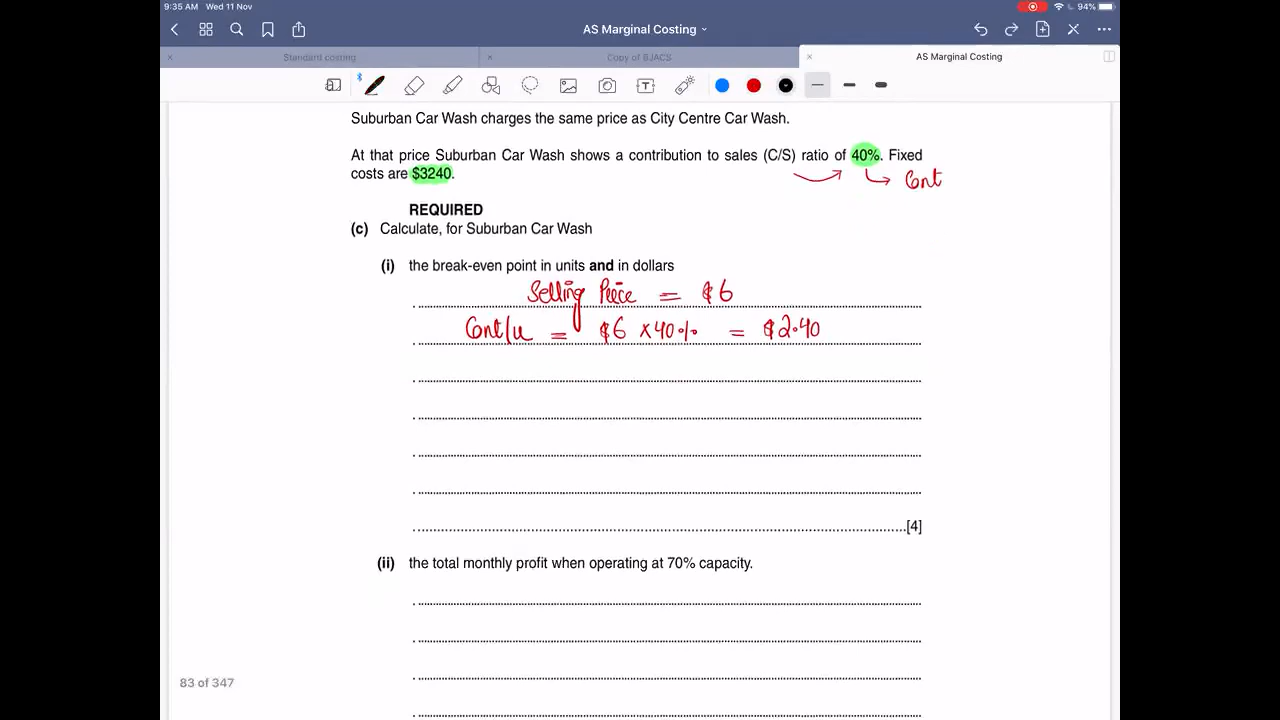 9:35 AM Wed 11 Nov
94%
AS Marginal Costing
Standard costing
Copy of BJACS
AS Marginal Costing
Suburban Car Wash charges the same price as City Centre Car Wash.
At that price Suburban Car Wash shows a contribution to sales (C/S) ratio of 40%. Fixed
costs are $3240.
Cont
REQUIRED
(c) Calculate, for Suburban Car Wash
(i) the break-even point in units and in dollars
Selling Price = $6
Cont/u = $6 x 40% = $2.40
[4]
(ii) the total monthly profit when operating at 70% capacity.
83 of 347